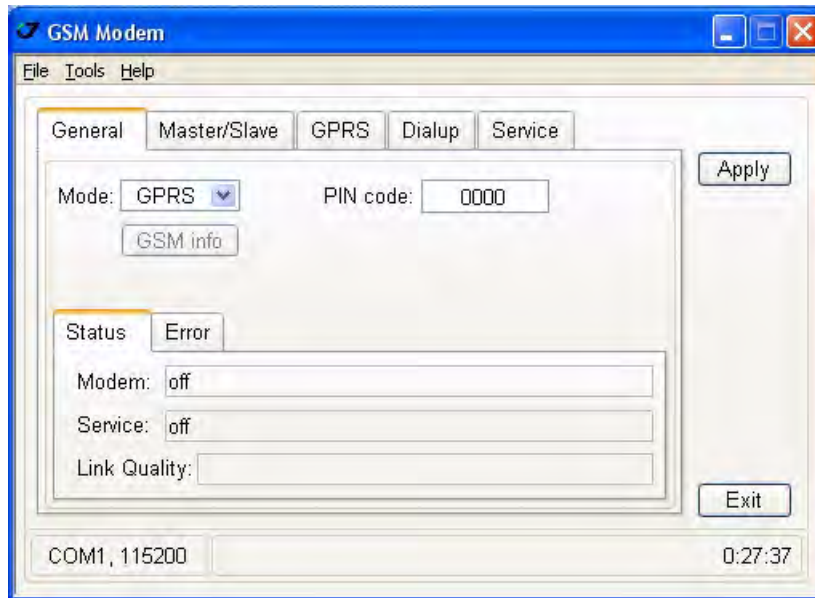 GSM Modem
File Tools Help
General Master/Slave GPRS Dialup Service
Apply
Mode: GPRS PIN code: 0000
GSM info
Status Error
Modem: off
Service: off
Link Quality:
Exit
COM1, 115200 0:27:37